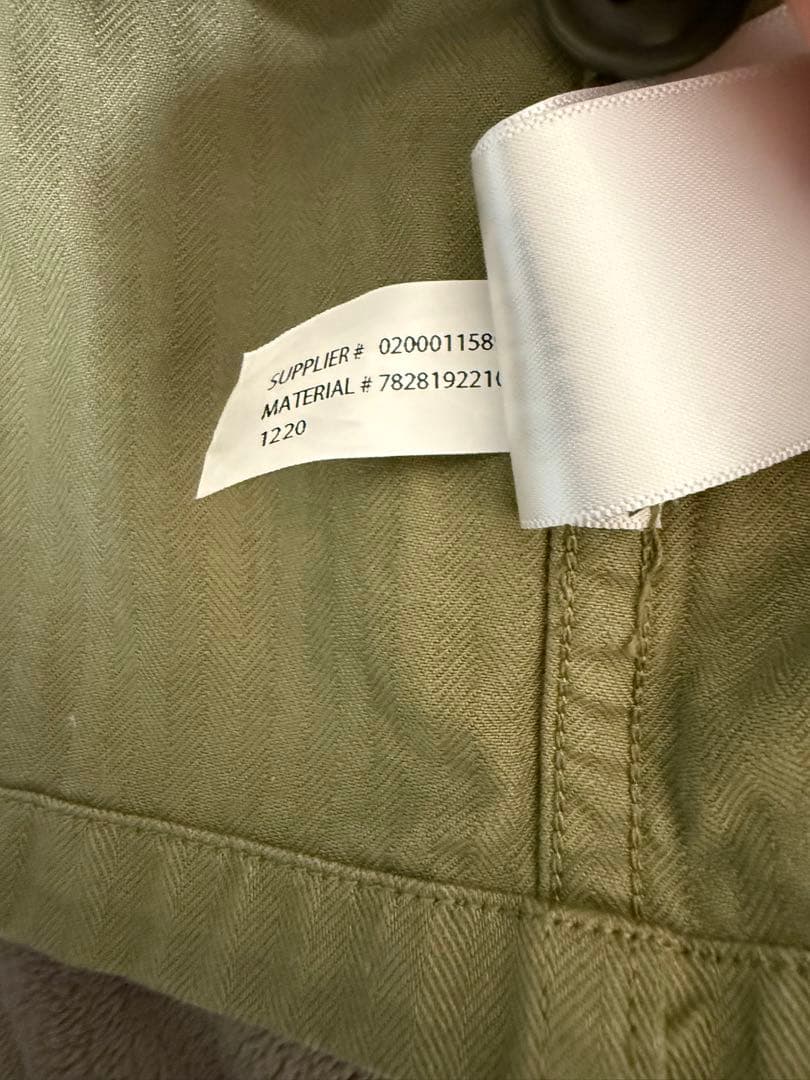 SUPPLIER # 020001158
MATERIAL # 782819221
1220